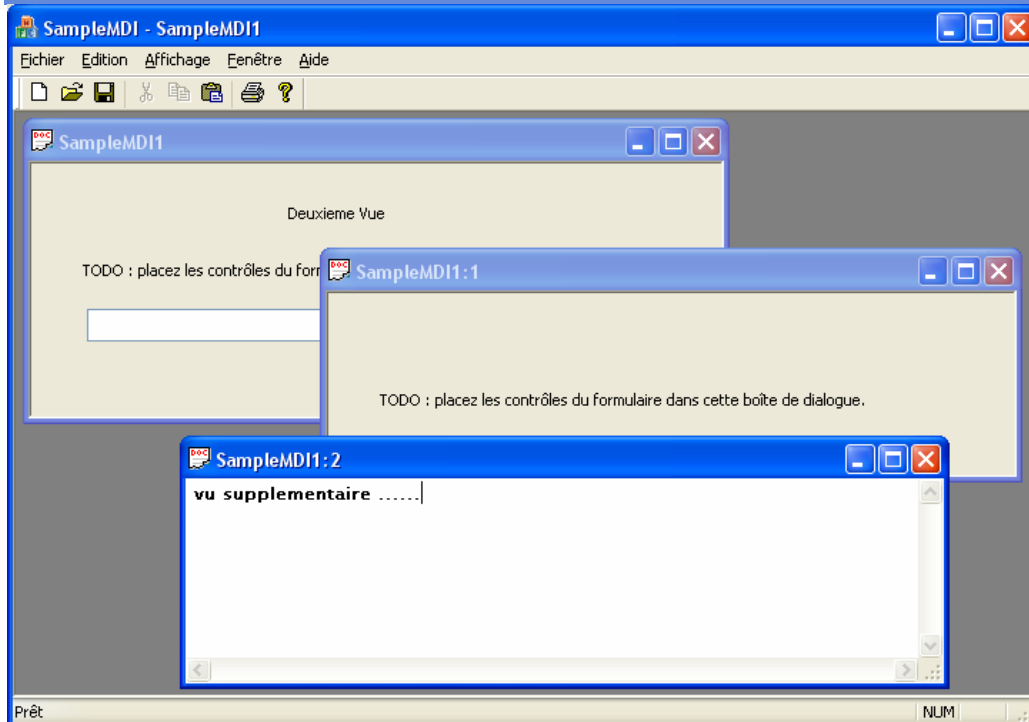 SampleMDI - SampleMDI1
Fichier Edition Affichage Fenêtre Aide
SampleMDI1
Deuxieme Vue
TODO : placez les contrôles du for
SampleMDI1:1
TODO : placez les contrôles du formulaire dans cette boîte de dialogue.
SampleMDI1:2
vu supplementaire ......
Prêt NUM